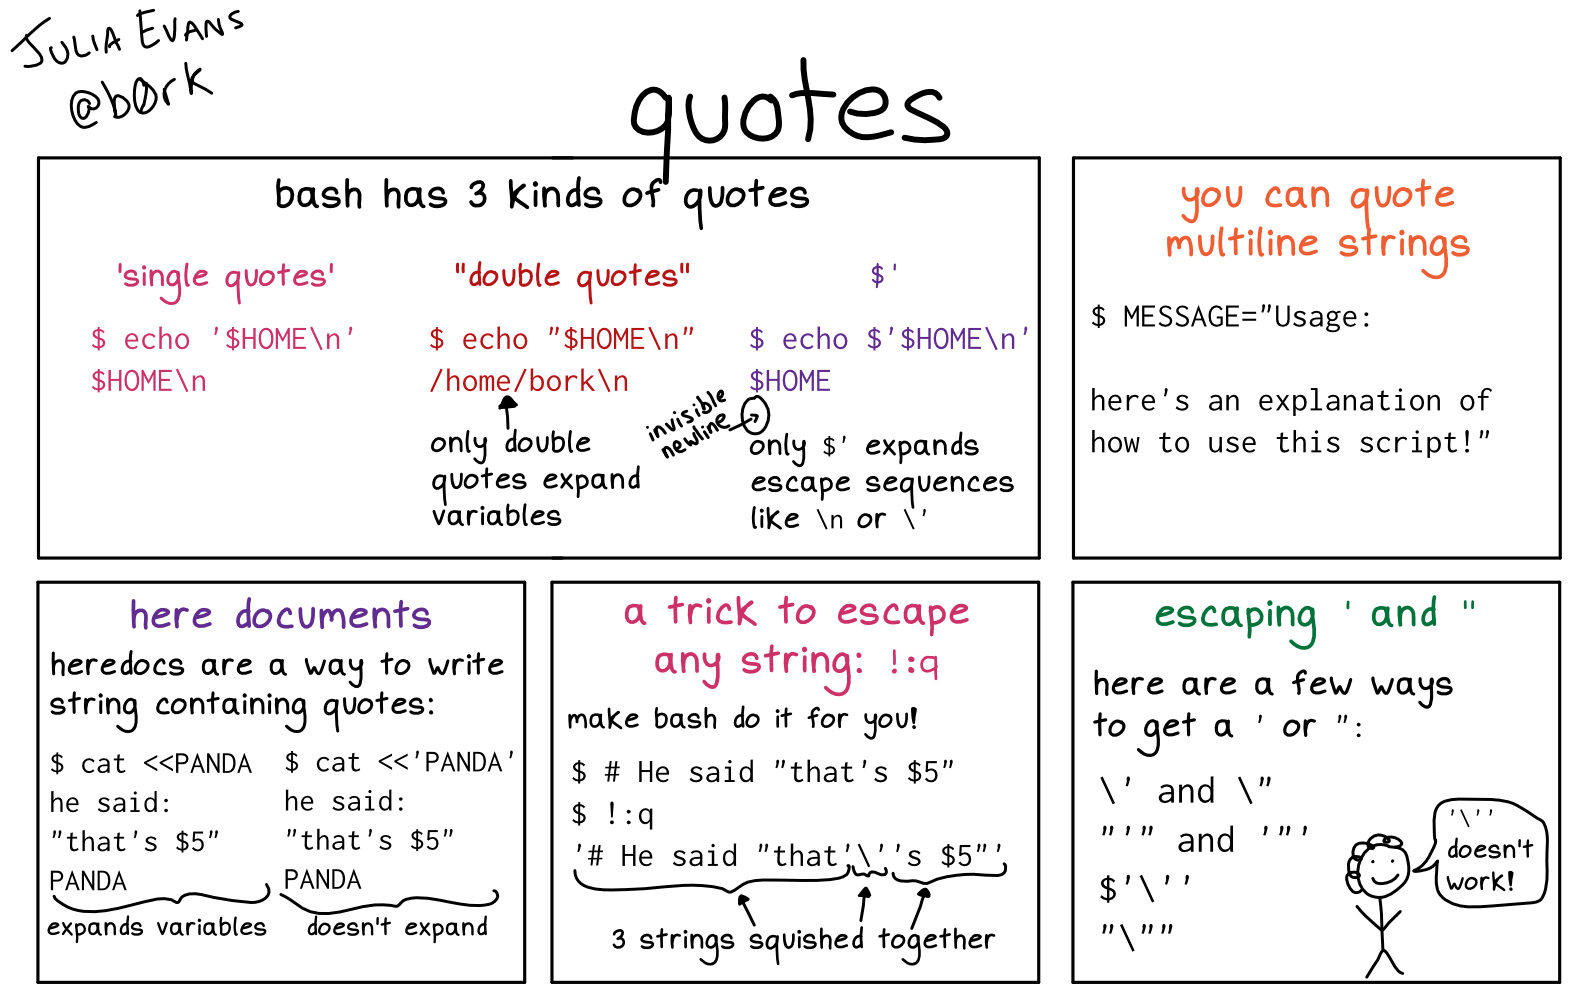 JULIA EVANS
@b0rk
quotes
bash has 3 kinds of quotes
'single quotes'
$ echo '$HOME\n'
$HOME\n
"double quotes"
$ echo "$HOME\n"
/home/bork\n
only double
quotes expand
variables
$'
$ echo $'$HOME\n'
$HOME
invisible
newline
only $' expands
escape sequences
like \n or \'
you can quote
multiline strings
$ MESSAGE="Usage:
here's an explanation of
how to use this script!"
here documents
heredocs are a way to write
string containing quotes:
$ cat <<PANDA
he said:
"that's $5"
PANDA
expands variables
$ cat <<'PANDA'
he said:
"that's $5"
PANDA
doesn't expand
a trick to escape
any string: !:q
make bash do it for you!
$ # He said "that's $5"
$ !:q
'# He said "that'\''s $5"'
3 strings squished together
escaping ' and "
here are a few ways
to get a ' or ":
\' and \"
"'" and '"'
$'\''
"\""
'\''
doesn't
work!